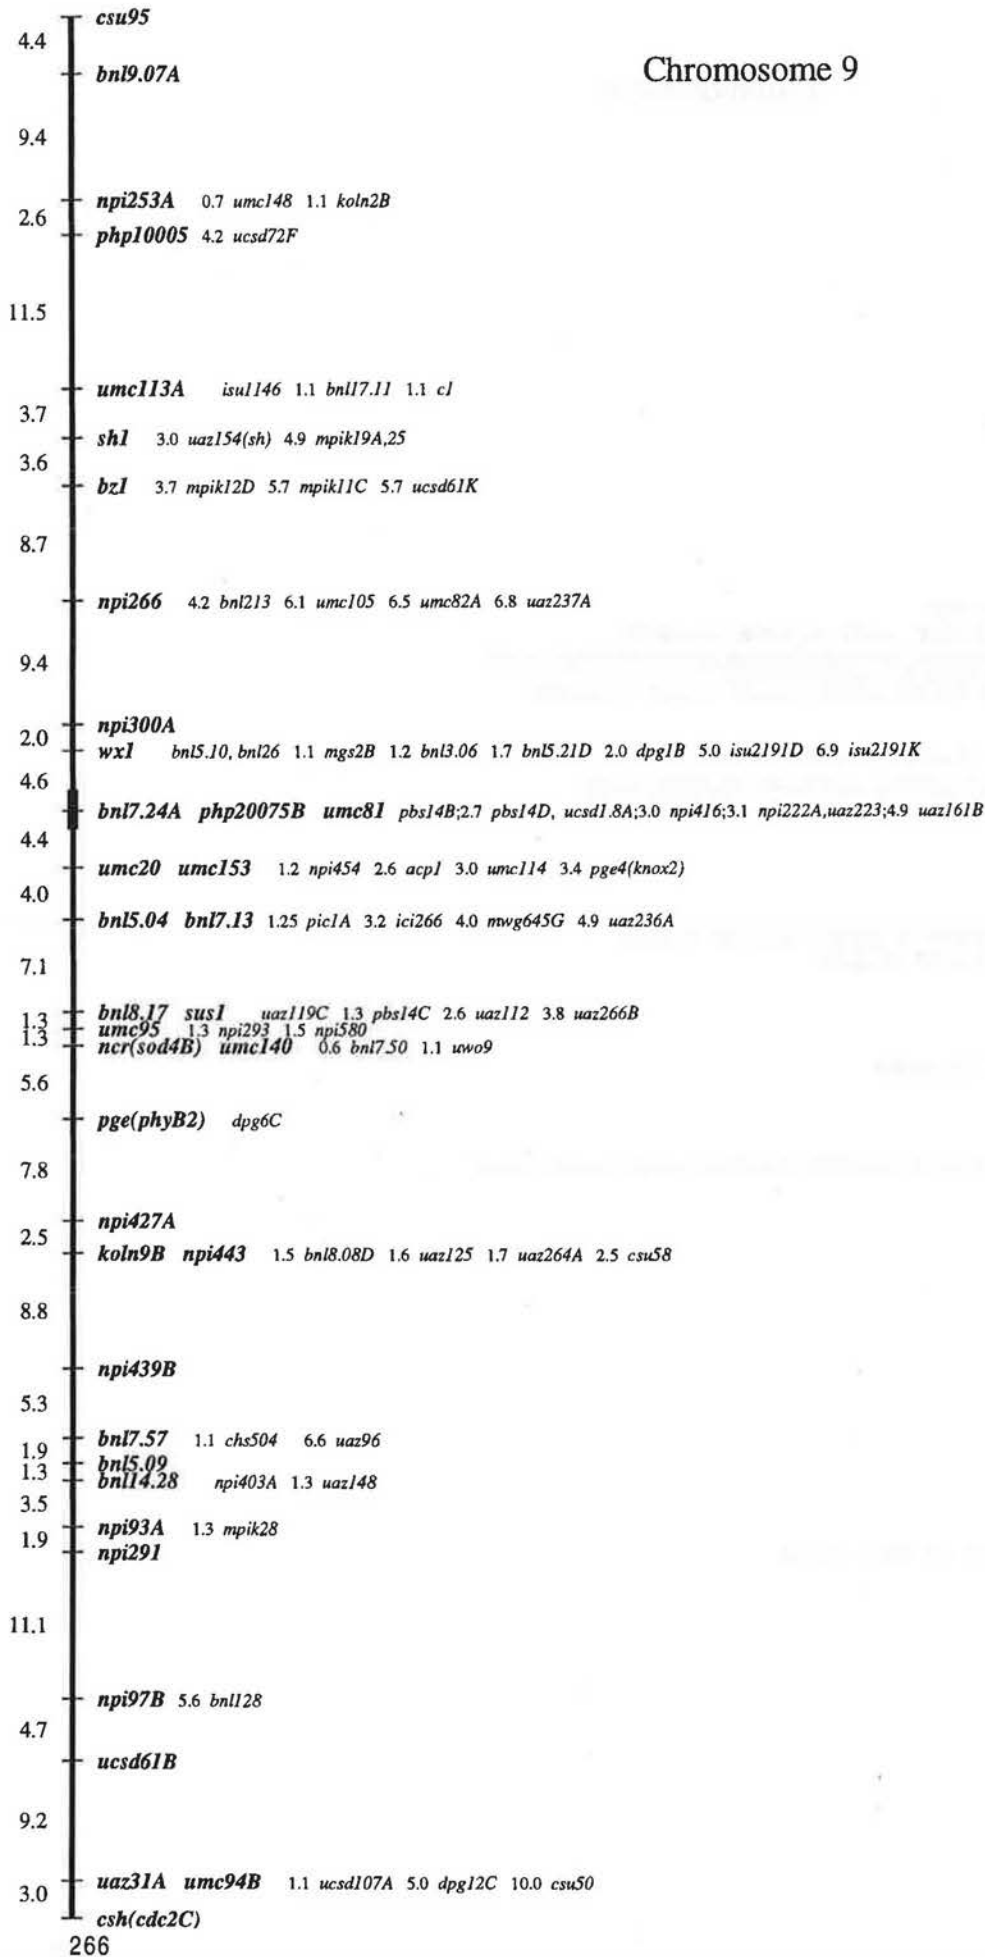 csu95
4.4
Chromosome 9
bnl9.07A
9.4
npi253A 0.7 umc148 1.1 koln2B
2.6
php10005 4.2 ucsd72F
11.5
umc113A isu1146 1.1 bnl17.11 1.1 c1
3.7
sh1 3.0 uaz154(sh) 4.9 mpik19A,25
3.6
bz1 3.7 mpik12D 5.7 mpik11C 5.7 ucsd61K
8.7
npi266 4.2 bnl213 6.1 umc105 6.5 umc82A 6.8 uaz237A
9.4
npi300A
2.0
wx1 bnl5.10, bnl26 1.1 mgs2B 1.2 bnl3.06 1.7 bnl5.21D 2.0 dpg1B 5.0 isu2191D 6.9 isu2191K
4.6
bnl7.24A php20075B umc81 pbs14B;2.7 pbs14D, ucsd1.8A;3.0 npi416;3.1 npi222A,uaz223;4.9 uaz161B
4.4
umc20 umc153 1.2 npi454 2.6 acp1 3.0 umc114 3.4 pge4(knox2)
4.0
bnl5.04 bnl7.13 1.25 pic1A 3.2 ici266 4.0 mwg645G 4.9 uaz236A
7.1
bnl8.17 sus1 uaz119C 1.3 pbs14C 2.6 uaz112 3.8 uaz266B
1.3
umc95 1.3 npi293 1.5 npi580
1.3
ncr(sod4B) umc140 0.6 bnl7.50 1.1 uwo9
5.6
pge(phyB2) dpg6C
7.8
npi427A
2.5
koln9B npi443 1.5 bnl8.08D 1.6 uaz125 1.7 uaz264A 2.5 csu58
8.8
npi439B
5.3
bnl7.57 1.1 chs504 6.6 uaz96
1.9
bnl5.09
1.3
bnl14.28 npi403A 1.3 uaz148
3.5
npi93A 1.3 mpik28
1.9
npi291
11.1
npi97B 5.6 bnl128
4.7
ucsd61B
9.2
uaz31A umc94B 1.1 ucsd107A 5.0 dpg12C 10.0 csu50
3.0
csh(cdc2C)
266